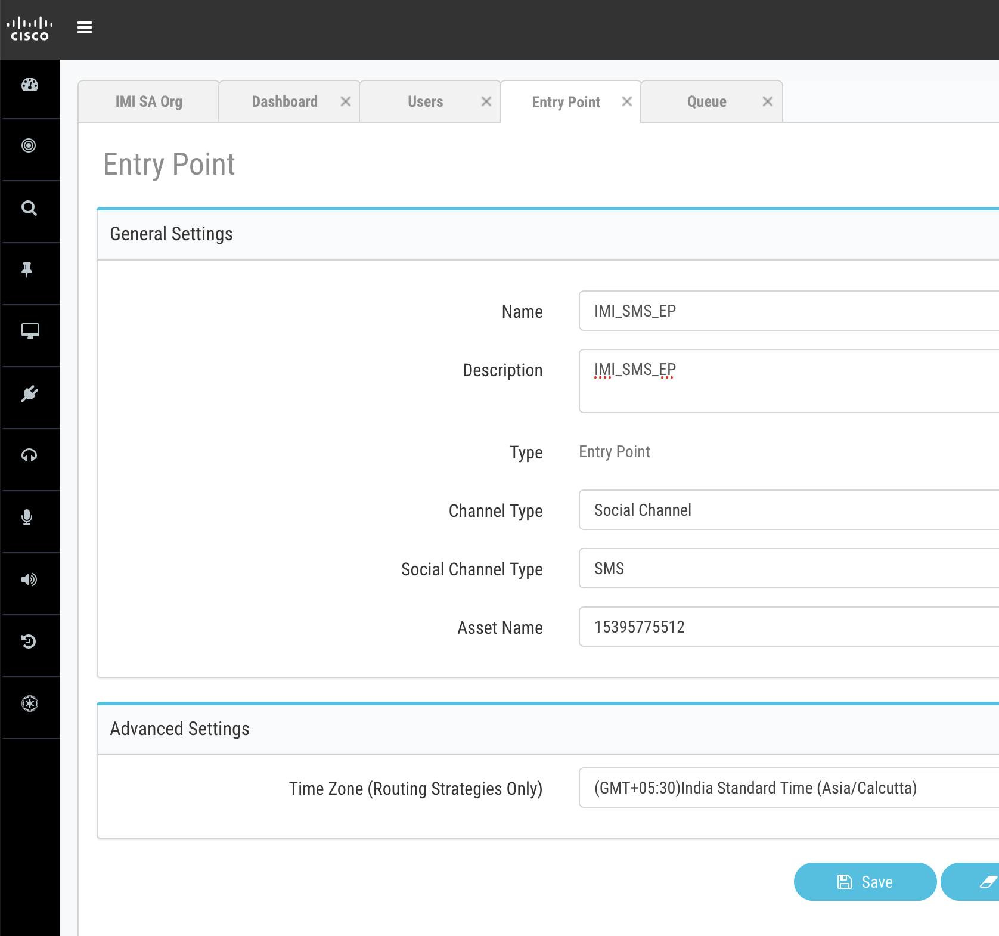 CISCO
IMI SA Org
Dashboard
Users
Entry Point
Queue
Entry Point
General Settings
Name
IMI_SMS_EP
Description
IMI_SMS_EP
Type
Entry Point
Channel Type
Social Channel
Social Channel Type
SMS
Asset Name
15395775512
Advanced Settings
Time Zone (Routing Strategies Only)
(GMT+05:30)India Standard Time (Asia/Calcutta)
Save